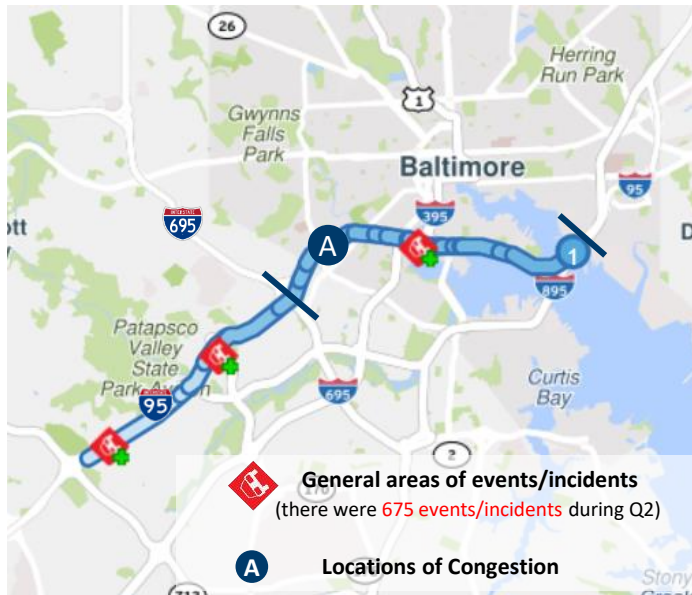 26
Herring
Run Park
1
Gwynns
Falls
Park
Baltimore
95
395
INTERSTATE
695
A
1
895
Patapsco
Valley
State
95
695
Curtis
Bay
2
General areas of events/incidents
(there were 675 events/incidents during Q2)
170
A
Locations of Congestion
Stony